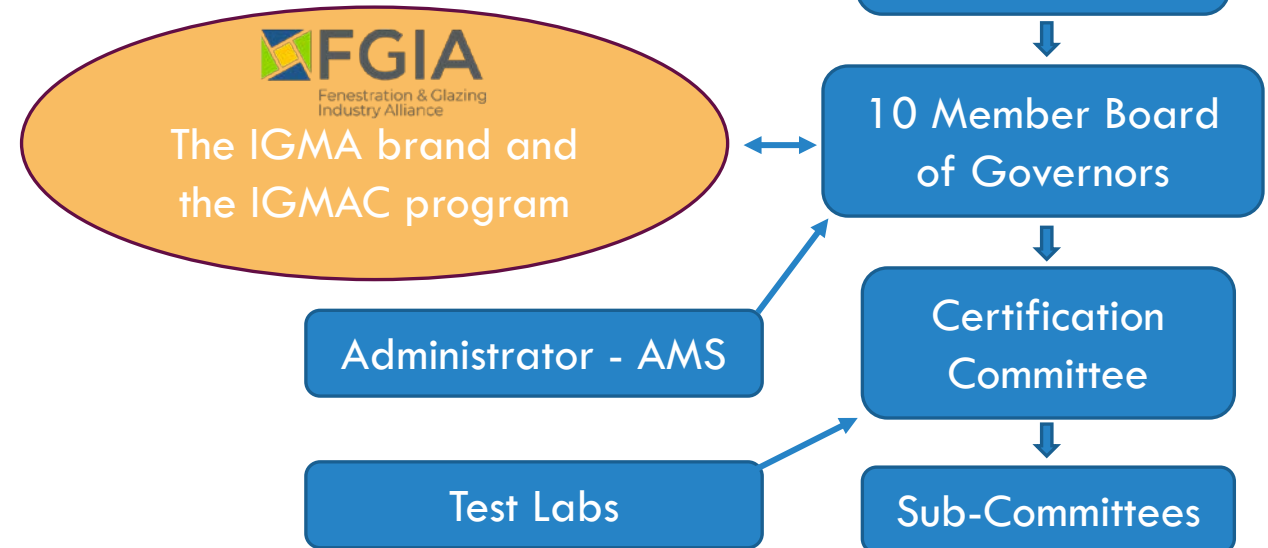 FGIA
Fenestration & Glazing
Industry Alliance
The IGMA brand and
the IGMAC program
10 Member Board
of Governors
Administrator - AMS
Certification
Committee
Test Labs
Sub-Committees